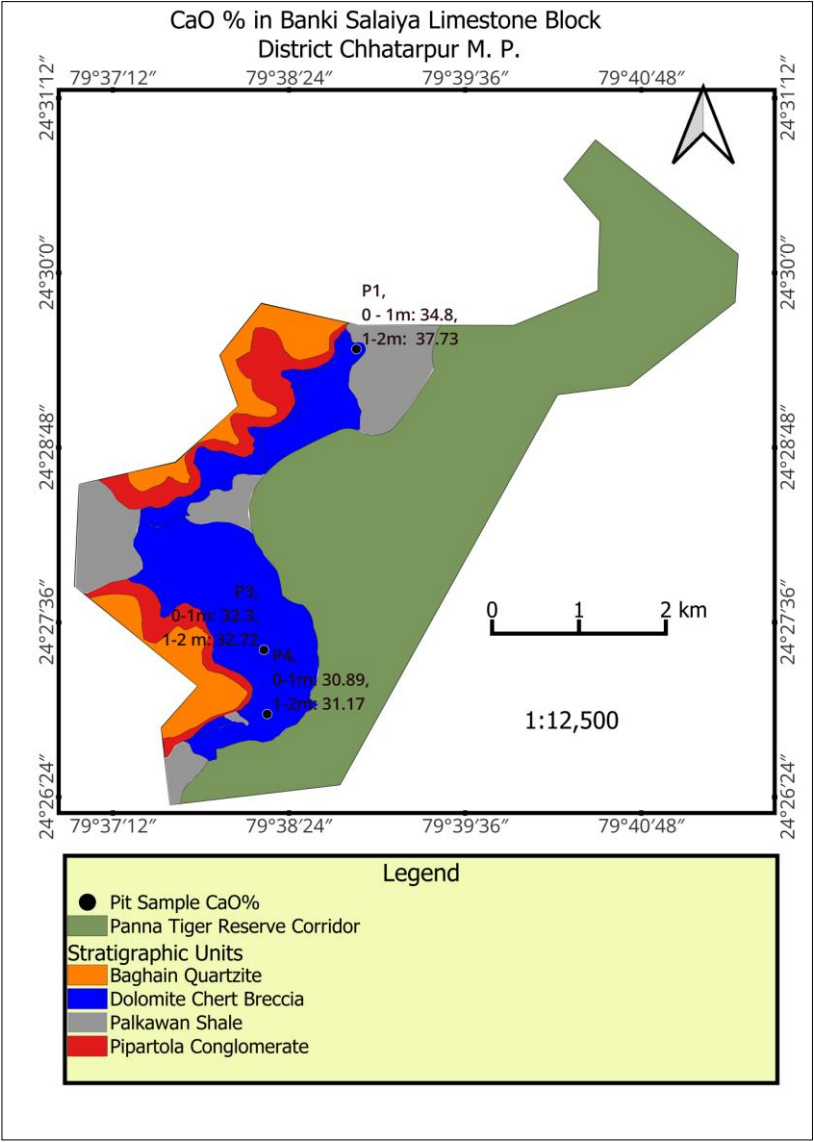 CaO % in Banki Salaiya Limestone Block
District Chhatarpur M. P.
79°37′12″ 79°38′24″ 79°39′36″ 79°40′48″
24°31′12″ 24°31′12″
24°30′0″ 24°30′0″
P1,
0 - 1m: 34.8,
1-2m: 37.73
24°28′48″ 24°28′48″
24°27′36″ 24°27′36″
P3,
0-1m: 32.3,
1-2 m: 32.72
0 1 2 km
P4,
0-1m: 30.89,
1-2m: 31.17
1:12,500
24°26′24″ 24°26′24″
79°37′12″ 79°38′24″ 79°39′36″ 79°40′48″
Legend
Pit Sample CaO%
Panna Tiger Reserve Corridor
Stratigraphic Units
Baghain Quartzite
Dolomite Chert Breccia
Palkawan Shale
Pipartola Conglomerate